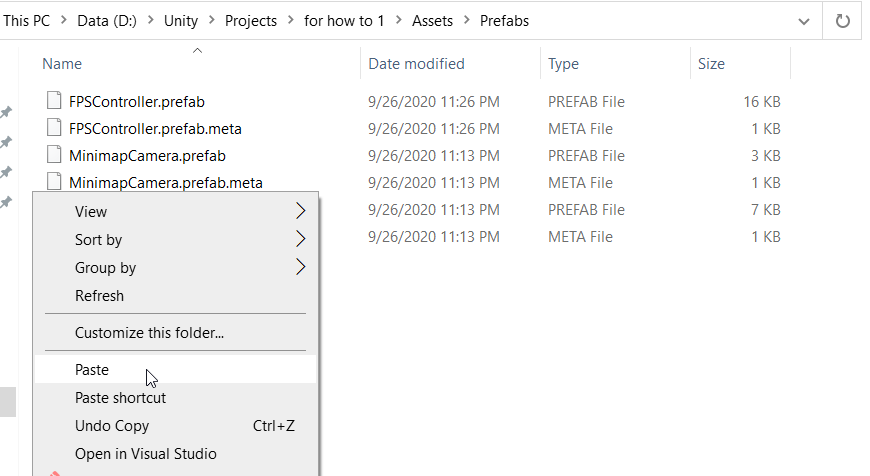 This PC > Data (D:) > Unity > Projects > for how to 1 > Assets > Prefabs
Name Date modified Type Size
FPSController.prefab 9/26/2020 11:26 PM PREFAB File 16 KB
FPSController.prefab.meta 9/26/2020 11:26 PM META File 1 KB
MinimapCamera.prefab 9/26/2020 11:13 PM PREFAB File 3 KB
MinimapCamera.prefab.meta 9/26/2020 11:13 PM META File 1 KB
9/26/2020 11:13 PM PREFAB File 7 KB
9/26/2020 11:13 PM META File 1 KB
View
Sort by
Group by
Refresh
Customize this folder...
Paste
Paste shortcut
Undo Copy Ctrl+Z
Open in Visual Studio